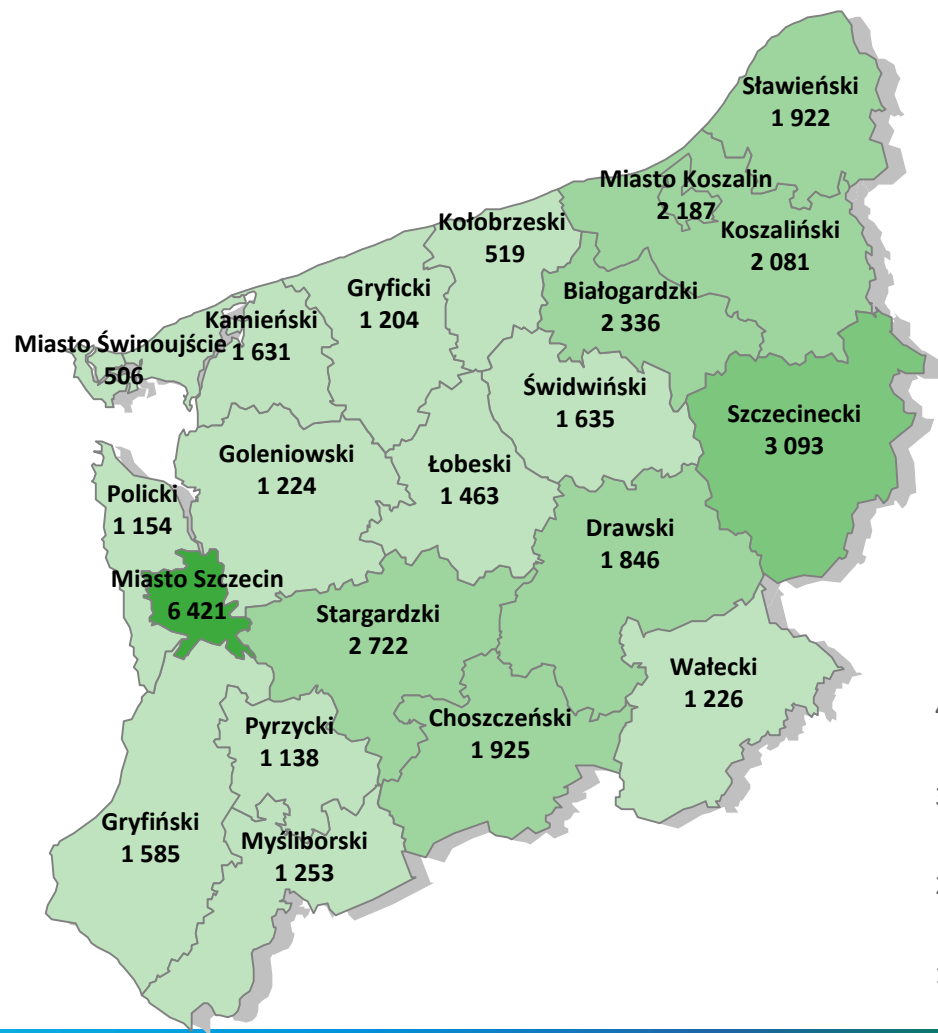 Sławieński
1 922
Miasto Koszalin
2 187
Kołobrzeski
519
Koszaliński
2 081
Gryficki
1 204
Białogardzki
2 336
Kamieński
1 631
Miasto Świnoujście
506
Świdwiński
1 635
Szczecinecki
3 093
Goleniowski
1 224
Łobeski
1 463
Policki
1 154
Drawski
1 846
Miasto Szczecin
6 421
Stargardzki
2 722
Wałecki
1 226
Choszczeński
1 925
Pyrzycki
1 138
Gryfiński
1 585
Myśliborski
1 253